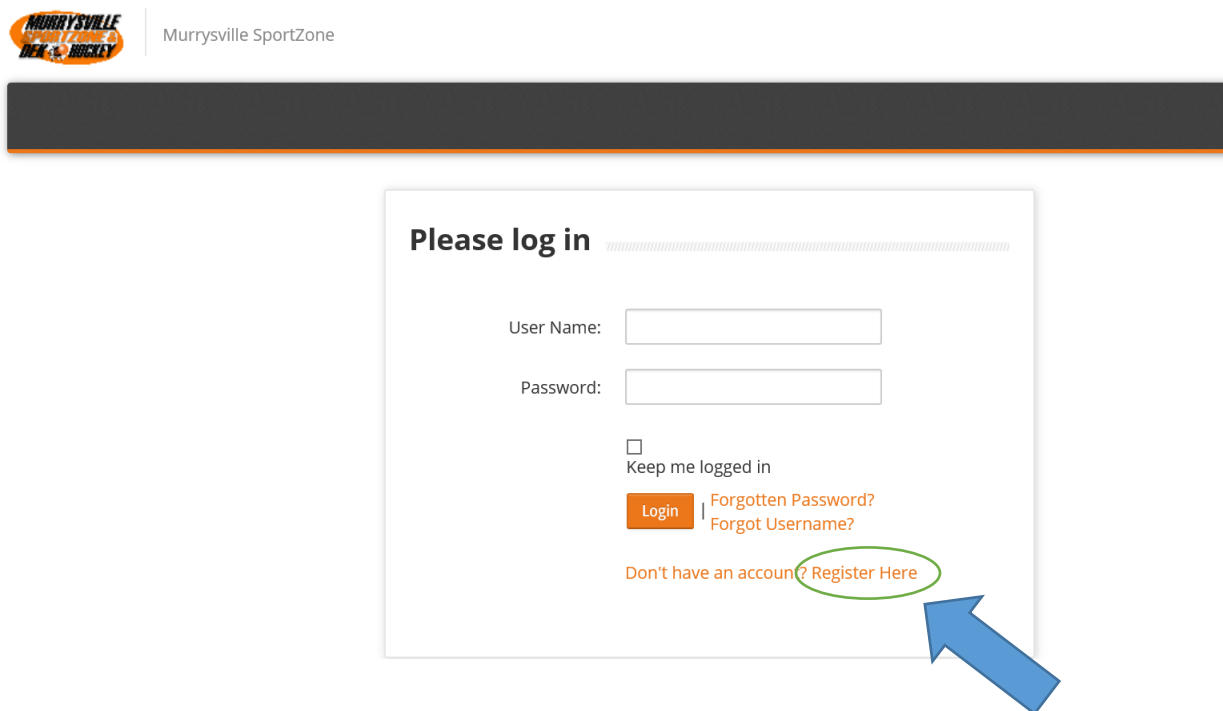 MURRYSVILLE
SPORTZONE &
DEK HOCKEY
Murrysville SportZone
Please log in
User Name:
Password:
Keep me logged in
Login | Forgotten Password?
Forgot Username?
Don't have an account? Register Here